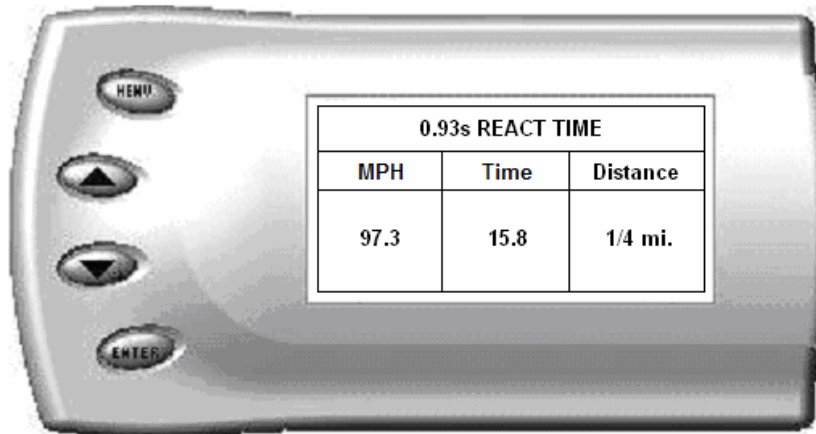 MENU
0.93s REACT TIME
MPH Time Distance
97.3 15.8 1/4 mi.
ENTER